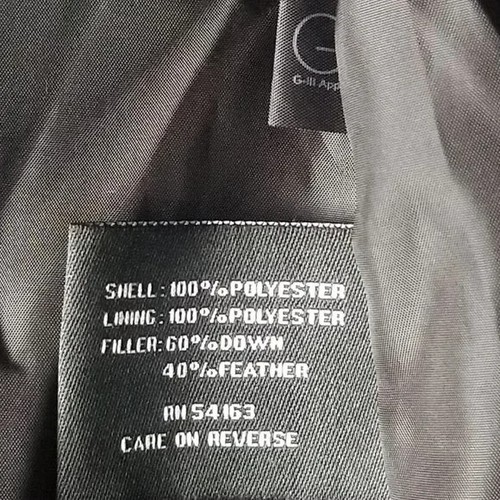 G-III App
SHELL: 100% POLYESTER
LINING: 100% POLYESTER
FILLER: 60% DOWN
40% FEATHER
RN 54163
CARE ON REVERSE